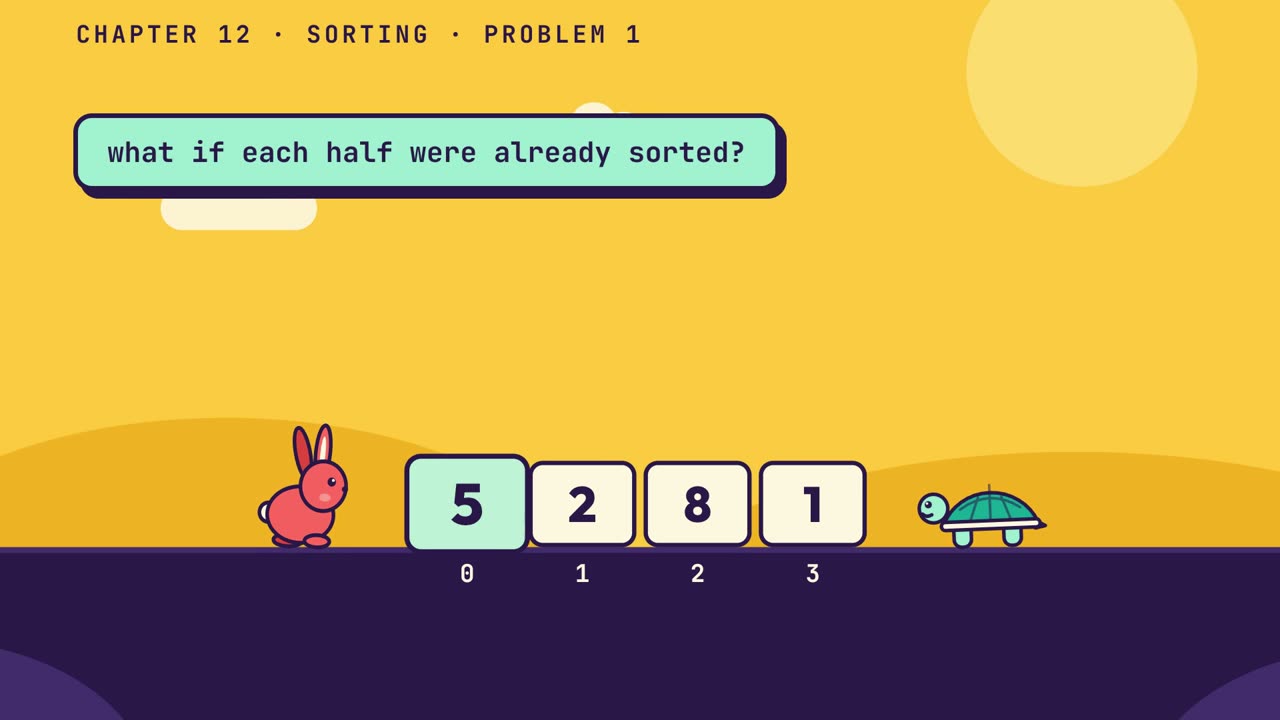 CHAPTER 12 · SORTING · PROBLEM 1
what if each half were already sorted?
5 2 8 1
0 1 2 3